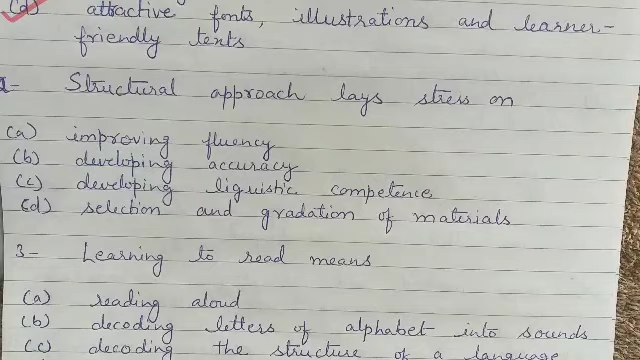 (d) attractive fonts, illustrations and learner-
friendly texts
Structural approach lays stress on
(a) improving fluency
(b) developing accuracy
(c) developing liguistic competence
(d) selection and gradation of materials
3- Learning to read means
(a) reading aloud
(b) decoding letters of alphabet into sounds
(c) decoding the structure of a language